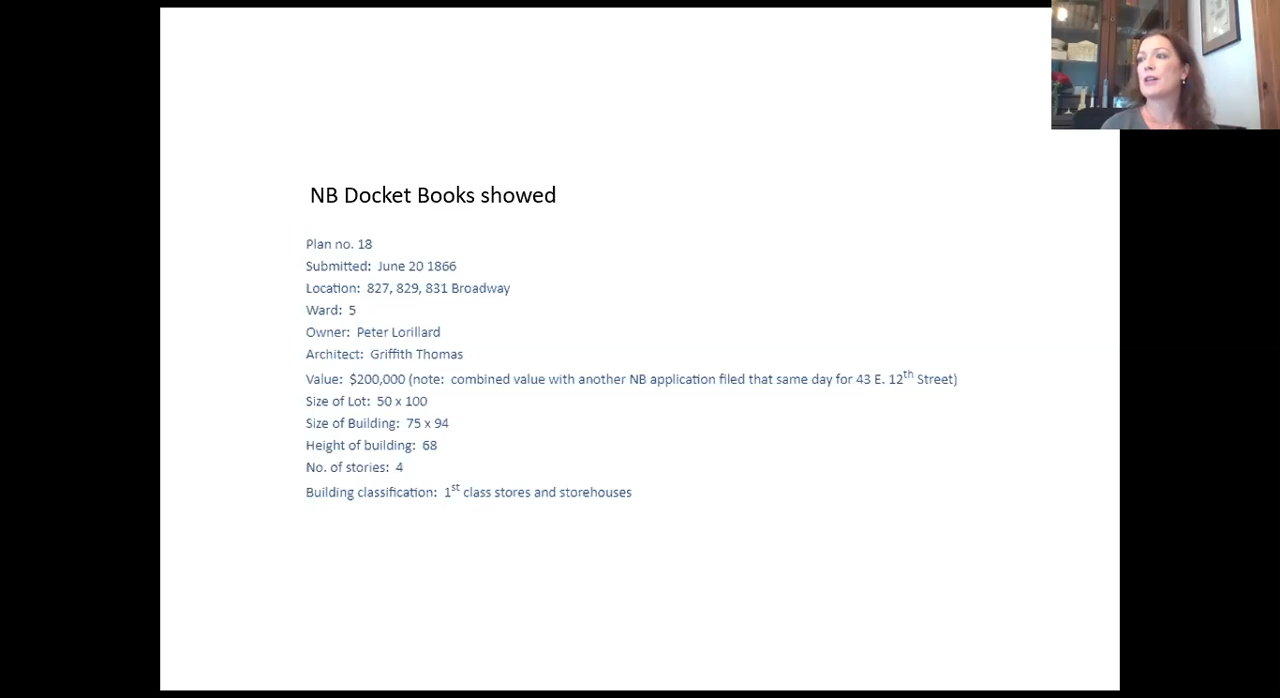 NB Docket Books showed
Plan no. 18
Submitted: June 20 1866
Location: 827, 829, 831 Broadway
Ward: 5
Owner: Peter Lorillard
Architect: Griffith Thomas
Value: $200,000 (note: combined value with another NB application filed that same day for 43 E. 12th Street)
Size of Lot: 50 x 100
Size of Building: 75 x 94
Height of building: 68
No. of stories: 4
Building classification: 1st class stores and storehouses